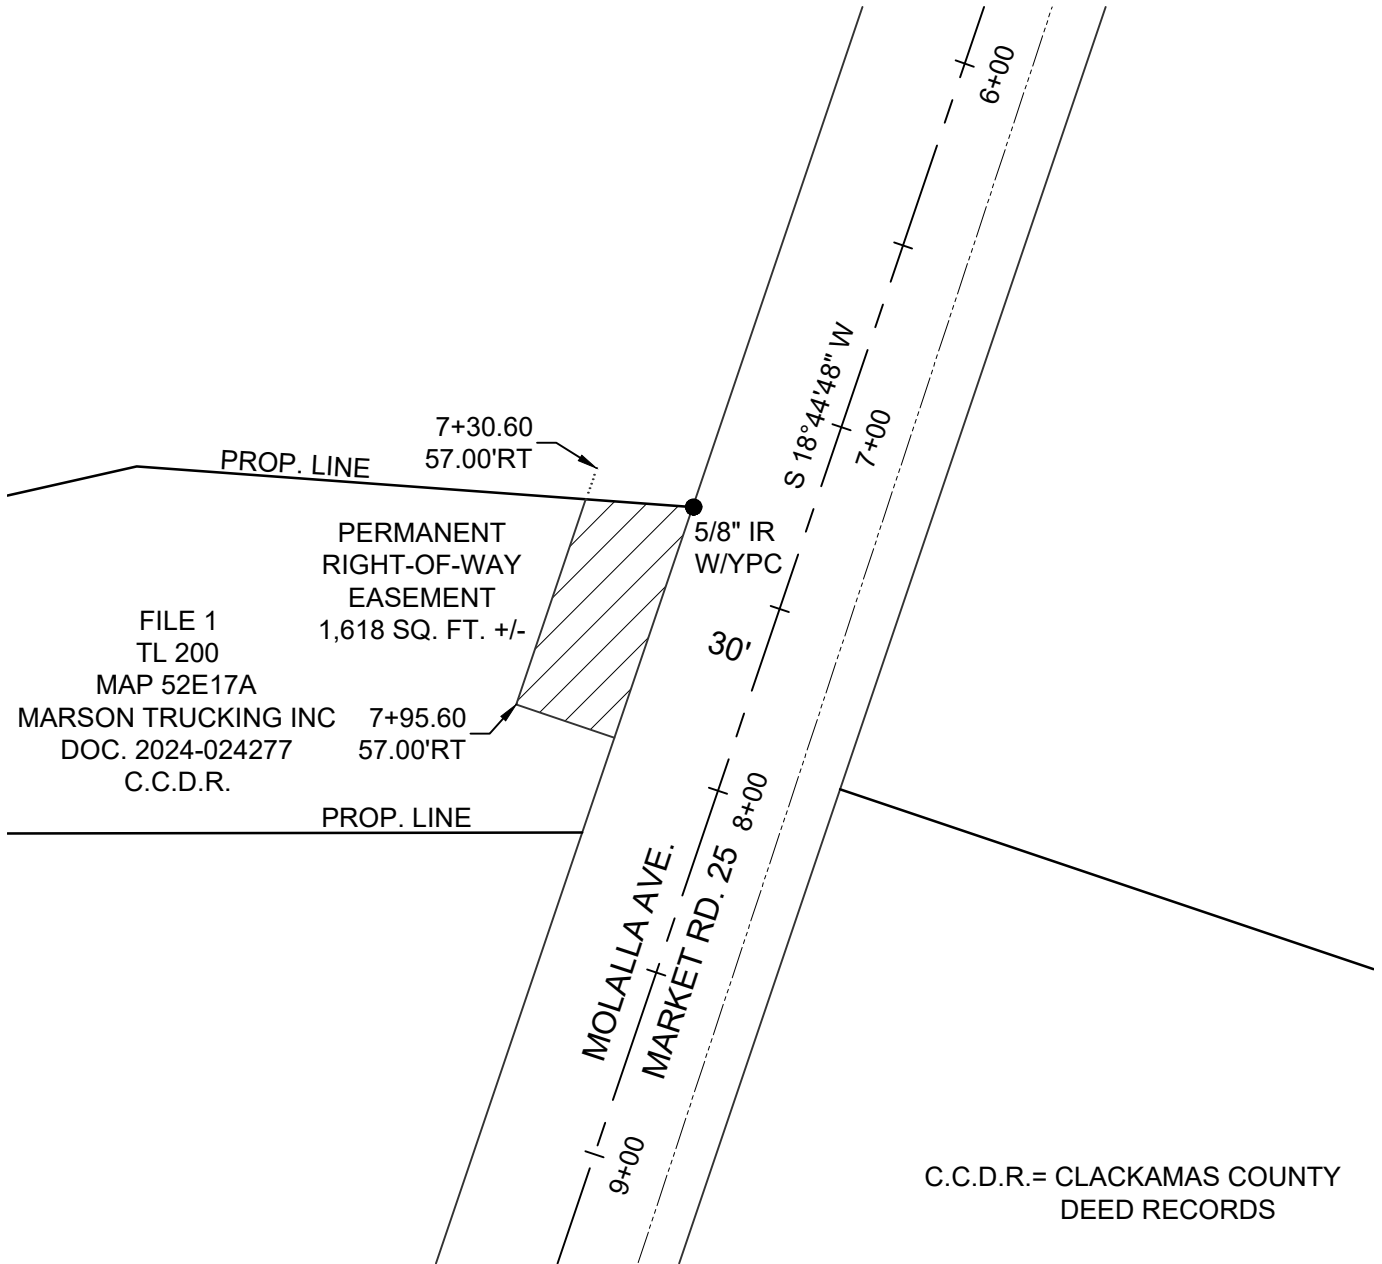 6+00
S 18°44'48" W
7+00
7+30.60
57.00'RT
PROP. LINE
5/8" IR
W/YPC
PERMANENT
RIGHT-OF-WAY
EASEMENT
1,618 SQ. FT. +/-
30'
FILE 1
TL 200
MAP 52E17A
MARSON TRUCKING INC
DOC. 2024-024277
C.C.D.R.
7+95.60
57.00'RT
PROP. LINE
8+00
MOLALLA AVE.
MARKET RD. 25
9+00
C.C.D.R.= CLACKAMAS COUNTY
DEED RECORDS